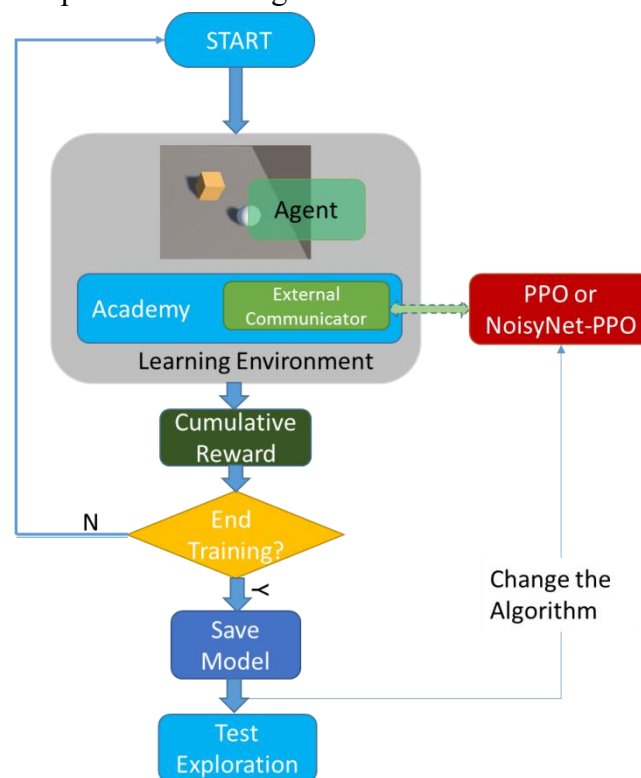 START
Agent
Academy
External
Communicator
PPO or
NoisyNet-PPO
Learning Environment
Cumulative
Reward
N
End
Training?
Y
Save
Model
Change the
Algorithm
Test
Exploration